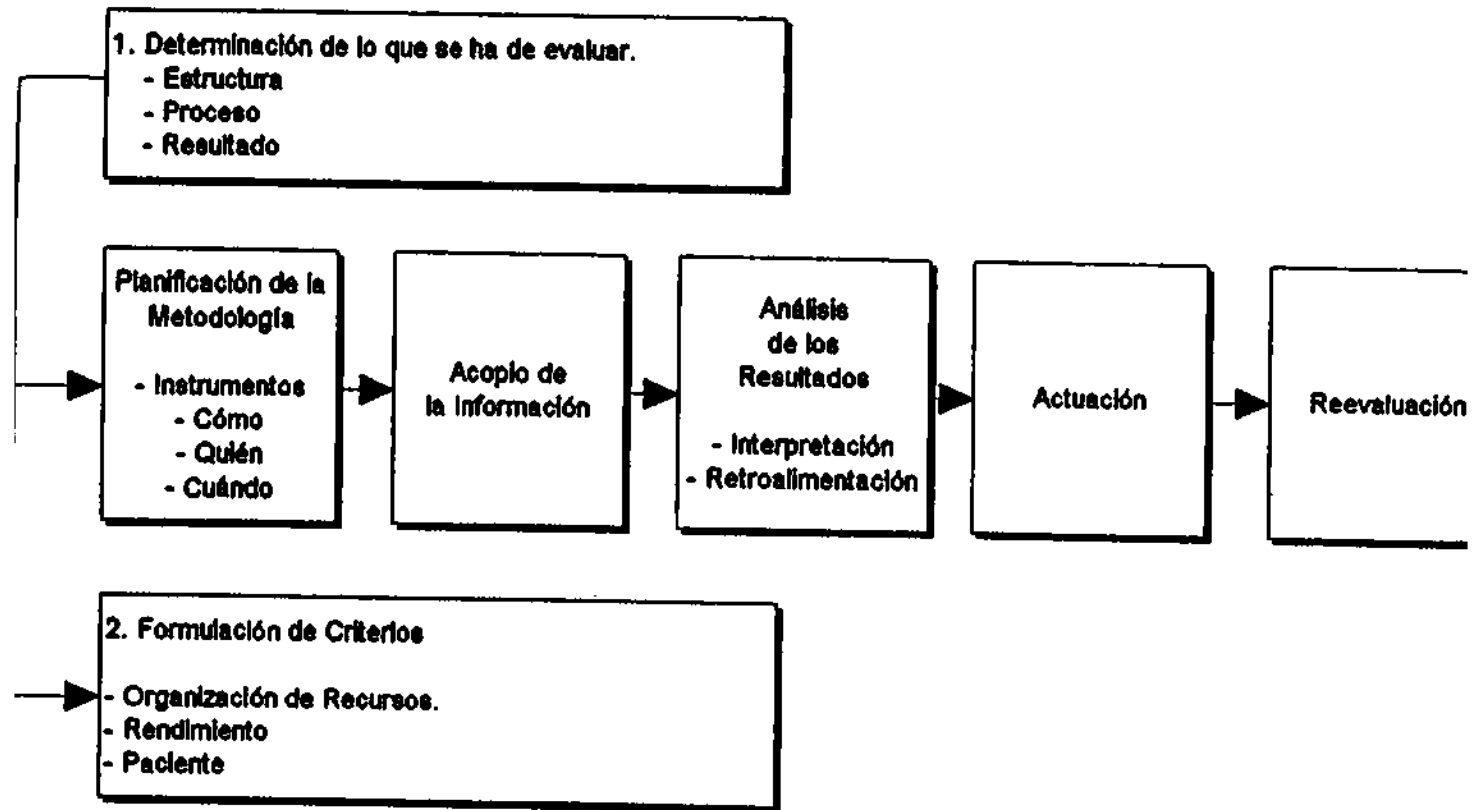 1. Determinación de lo que se ha de evaluar.
- Estructura
- Proceso
- Resultado
Planificación de la
Metodología
- Instrumentos
- Cómo
- Quién
- Cuándo
Acopio de
la Información
Análisis
de los
Resultados
- Interpretación
- Retroalimentación
Actuación
Reevaluación
2. Formulación de Criterios
- Organización de Recursos.
- Rendimiento
- Paciente